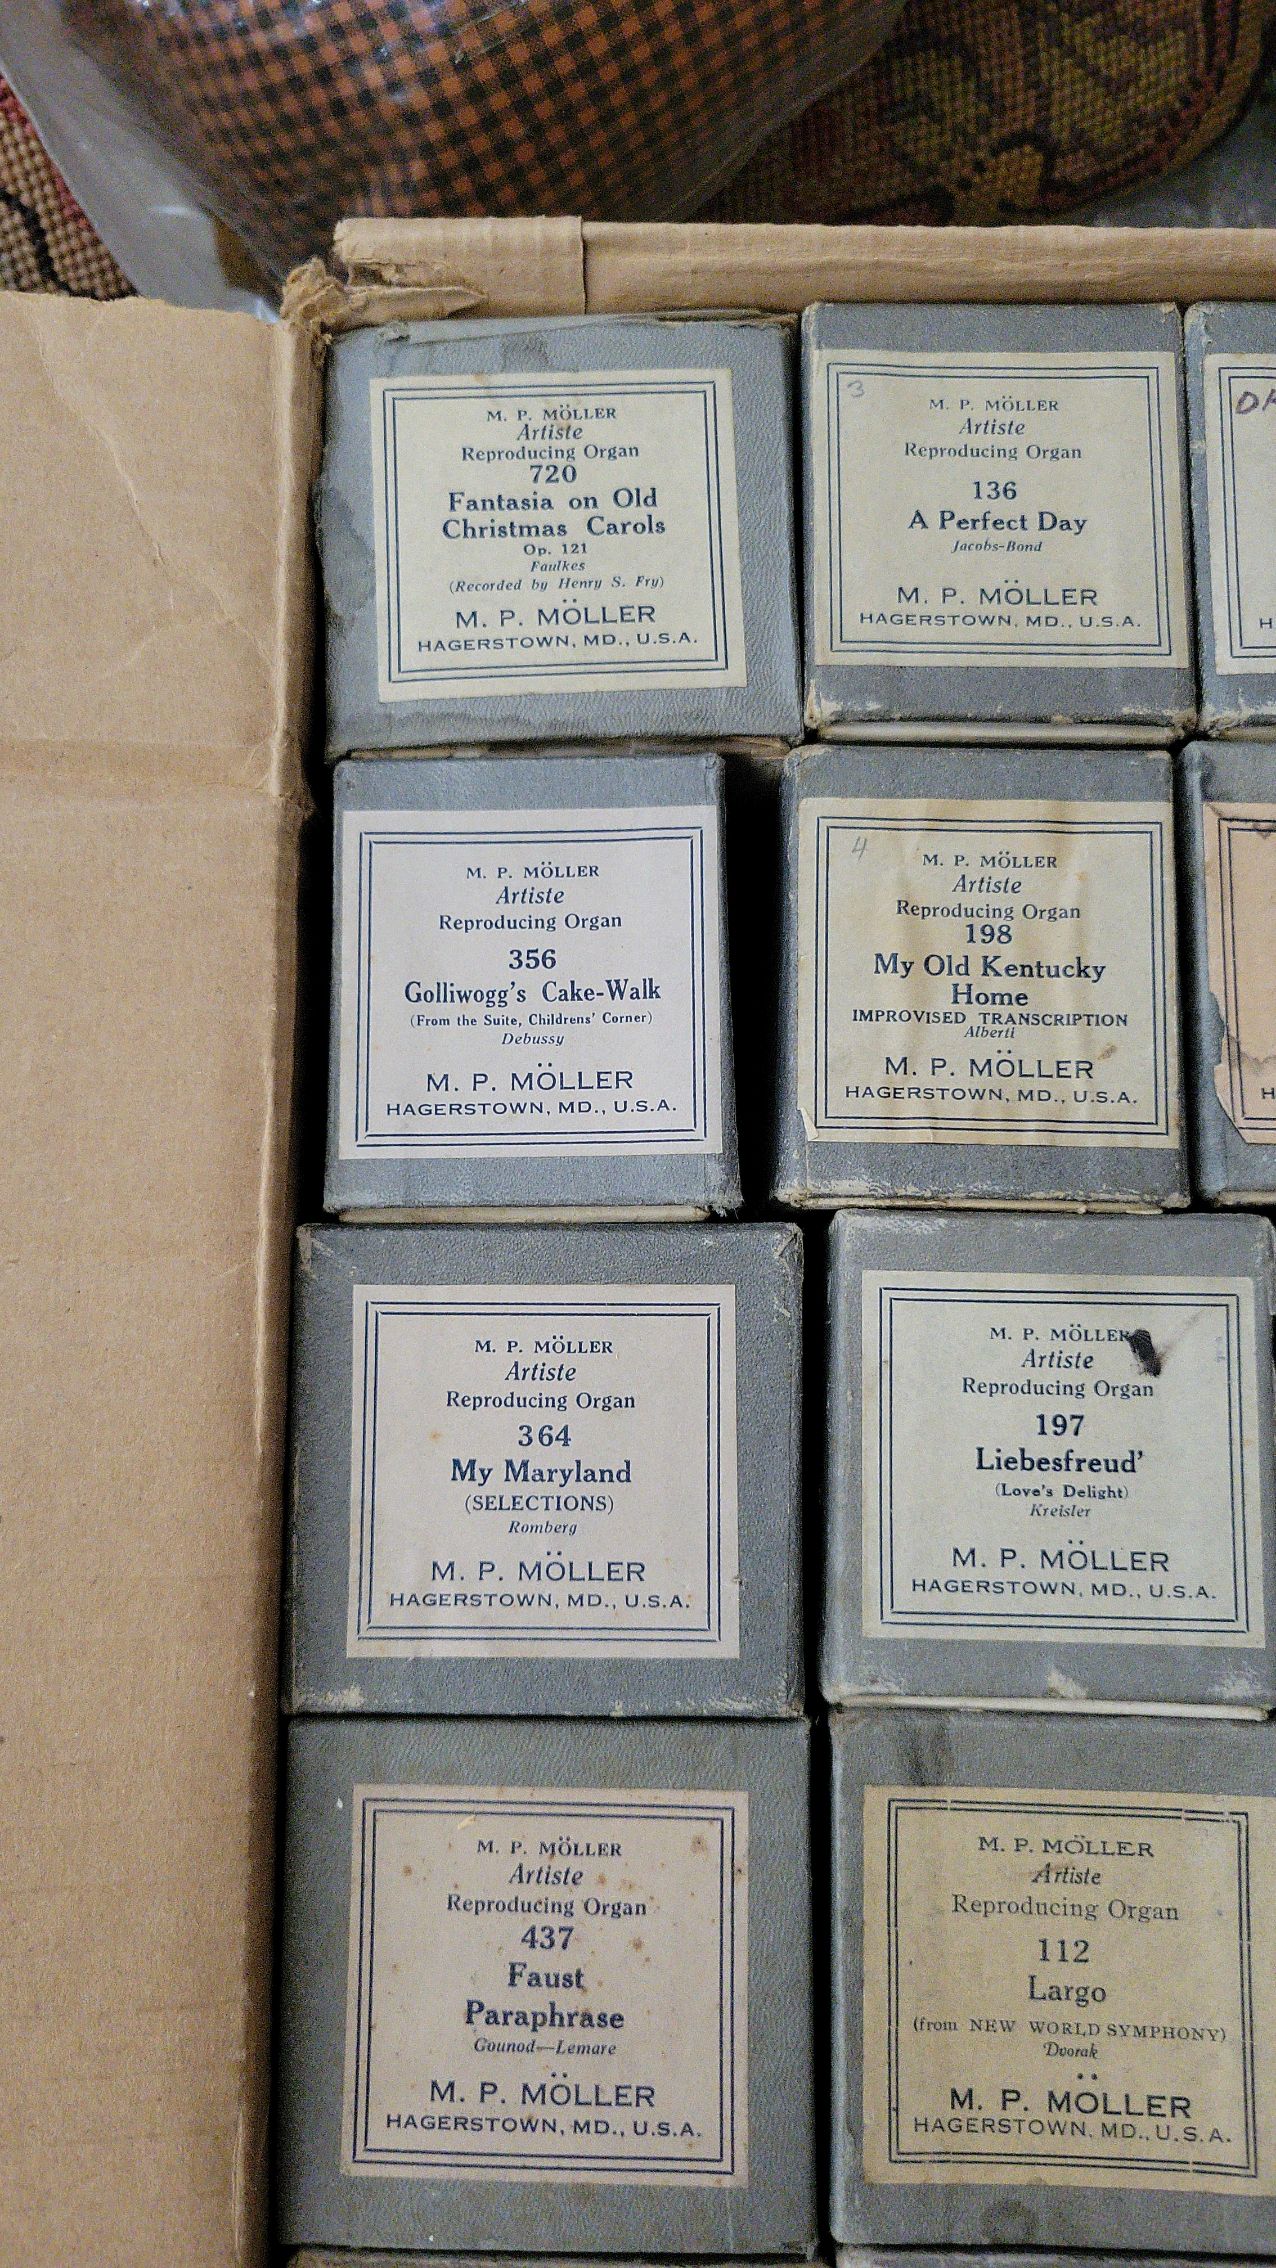 M. P. MÖLLER
Artiste
Reproducing Organ
720
Fantasia on Old
Christmas Carols
Op. 121
Faulkes
(Recorded by Henry S. Fry)
M. P. MÖLLER
HAGERSTOWN, MD., U.S.A.
3
M. P. MÖLLER
Artiste
Reproducing Organ
136
A Perfect Day
Jacobs-Bond
M. P. MÖLLER
HAGERSTOWN, MD., U.S.A.
M. P. MÖLLER
Artiste
Reproducing Organ
356
Golliwogg's Cake-Walk
(From the Suite, Childrens' Corner)
Debussy
M. P. MÖLLER
HAGERSTOWN, MD., U.S.A.
4
M. P. MÖLLER
Artiste
Reproducing Organ
198
My Old Kentucky
Home
IMPROVISED TRANSCRIPTION
Alberti
M. P. MÖLLER
HAGERSTOWN, MD., U.S.A.
M. P. MÖLLER
Artiste
Reproducing Organ
364
My Maryland
(SELECTIONS)
Romberg
M. P. MÖLLER
HAGERSTOWN, MD., U.S.A.
M. P. MÖLLER
Artiste
Reproducing Organ
197
Liebesfreud'
(Love's Delight)
Kreisler
M. P. MÖLLER
HAGERSTOWN, MD., U.S.A.
M. P. MÖLLER
Artiste
Reproducing Organ
437
Faust
Paraphrase
Gounod—Lemare
M. P. MÖLLER
HAGERSTOWN, MD., U.S.A.
M. P. MÖLLER
Artiste
Reproducing Organ
112
Largo
(from NEW WORLD SYMPHONY)
Dvorak
M. P. MÖLLER
HAGERSTOWN, MD., U.S.A.